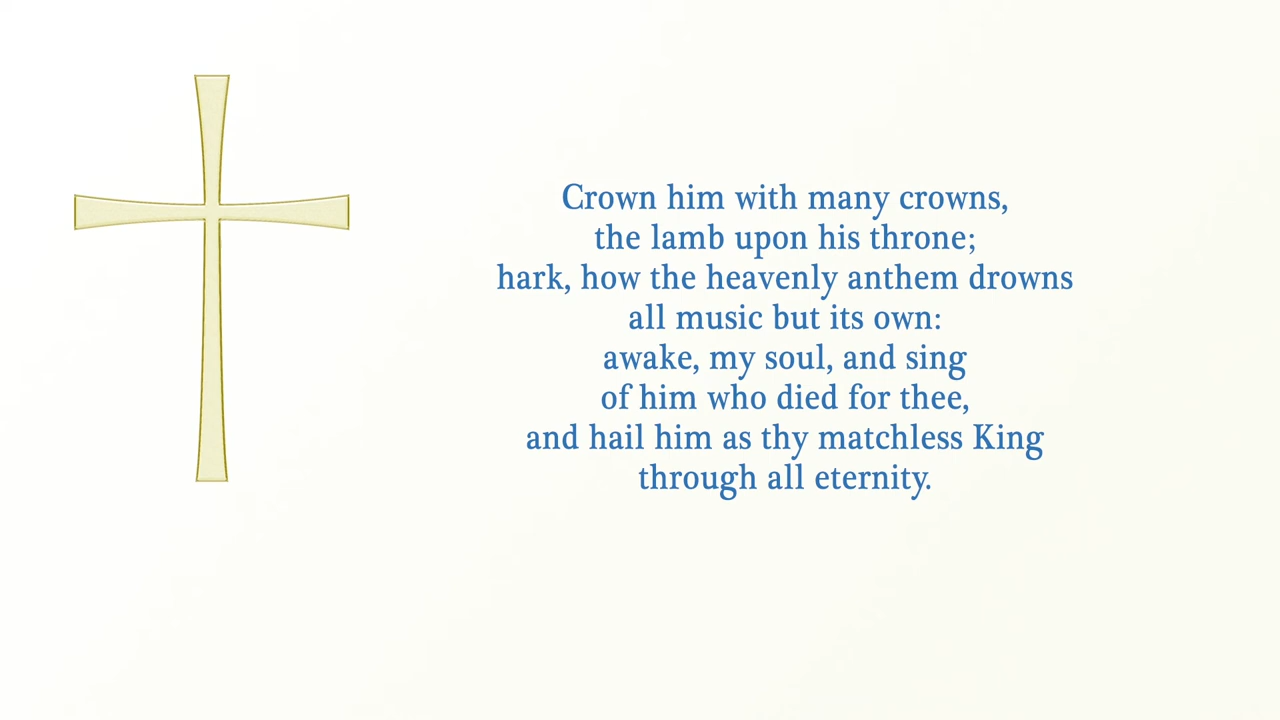 Crown him with many crowns,
the lamb upon his throne;
hark, how the heavenly anthem drowns
all music but its own:
awake, my soul, and sing
of him who died for thee,
and hail him as thy matchless King
through all eternity.